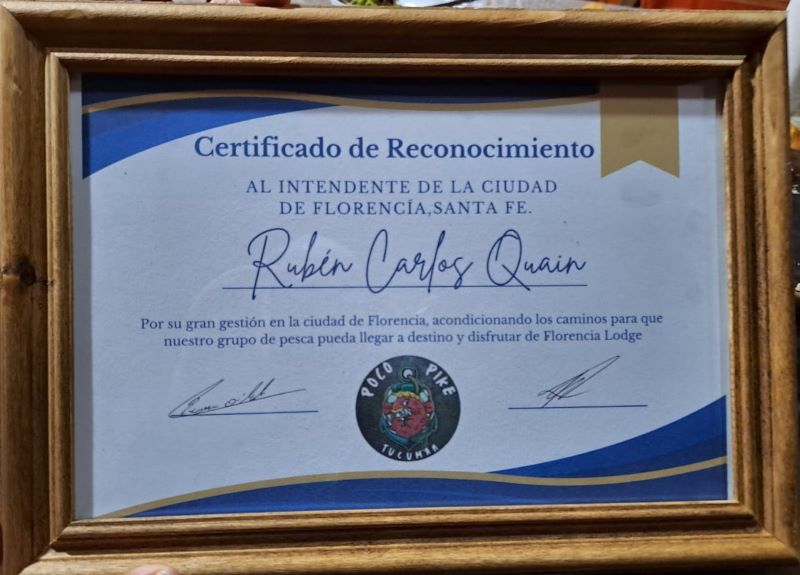 Certificado de Reconocimiento
AL INTENDENTE DE LA CIUDAD
DE FLORENCÍA,SANTA FE.
Rubén Carlos Quain
Por su gran gestión en la ciudad de Florencia, acondicionando los caminos para que
nuestro grupo de pesca pueda llegar a destino y disfrutar de Florencia Lodge
POCO PIKE
TUCUMAN